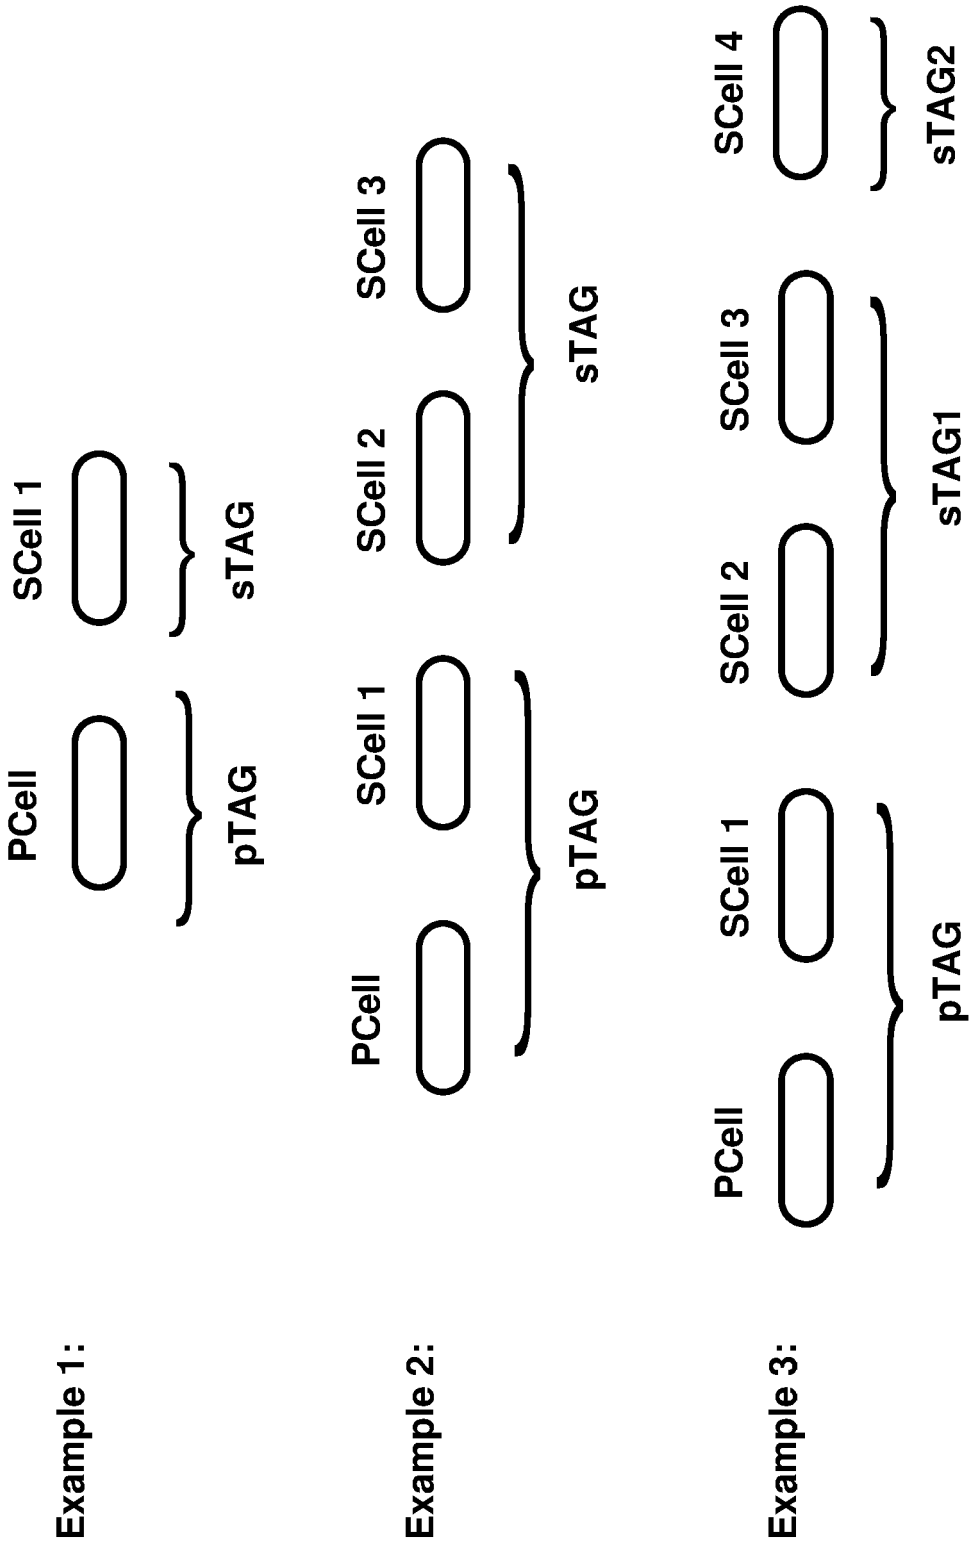 Example 1:
PCell SCell 1
pTAG sTAG
Example 2:
PCell SCell 1 SCell 2 SCell 3
pTAG sTAG
Example 3:
PCell SCell 1 SCell 2 SCell 3 SCell 4
pTAG sTAG1 sTAG2